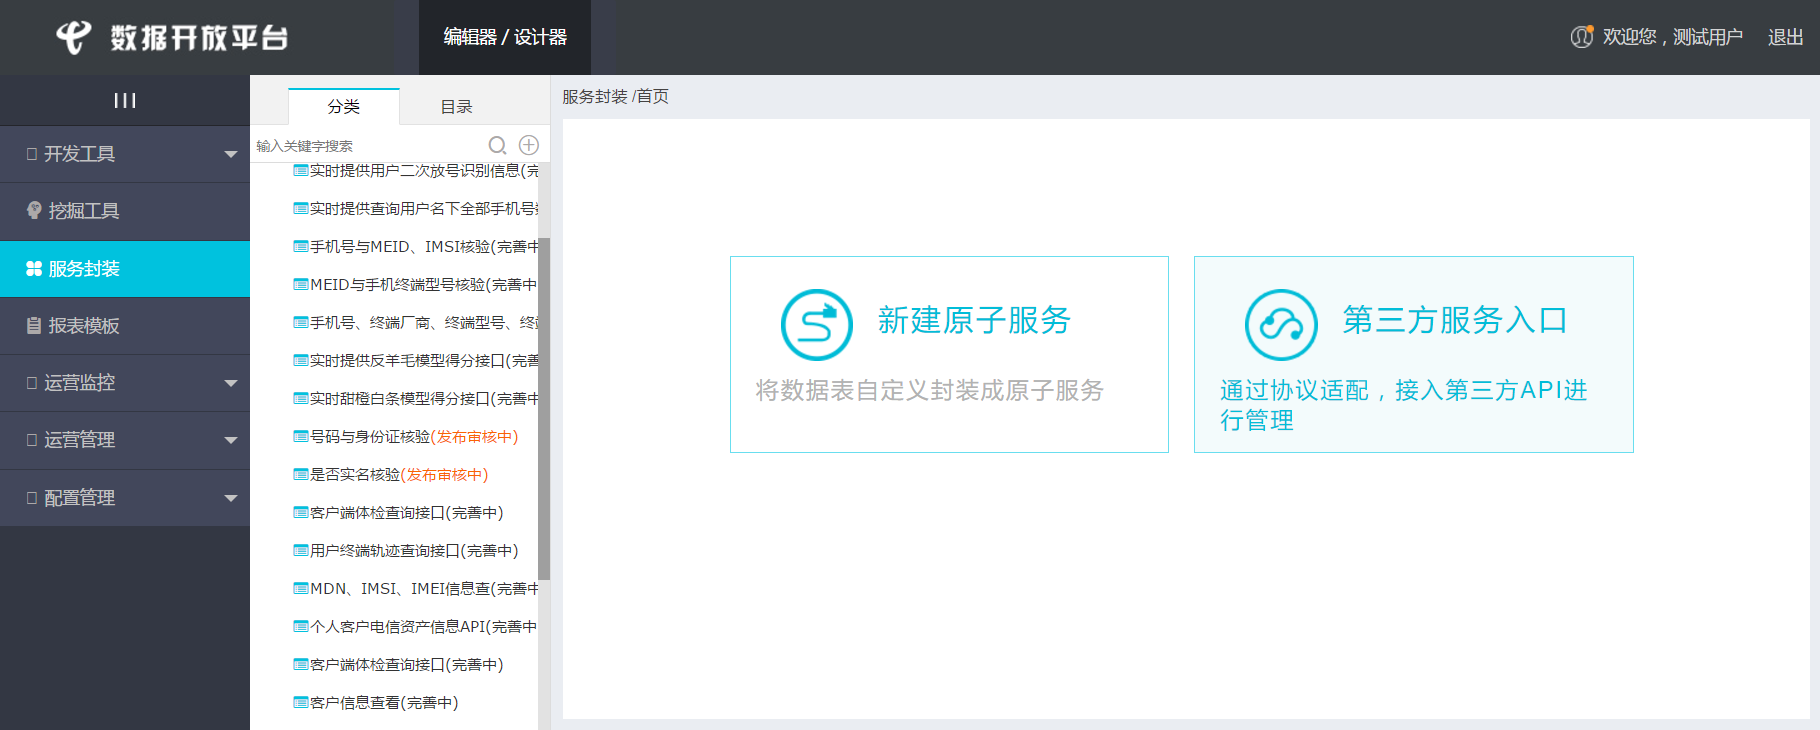 数据开放平台
编辑器 / 设计器
欢迎您，测试用户
退出
开发工具
挖掘工具
服务封装
报表模板
运营监控
运营管理
配置管理
分类
目录
输入关键字搜索
实时提供用户二次放号识别信息(完
实时提供查询用户名下全部手机号
手机号与MEID、IMSI核验(完善中
MEID与手机终端型号核验(完善中
手机号、终端厂商、终端型号、终
实时提供反羊毛模型得分接口(完善
实时甜橙白条模型得分接口(完善中
号码与身份证核验(发布审核中)
是否实名核验(发布审核中)
客户端体检查询接口(完善中)
用户终端轨迹查询接口(完善中)
MDN、IMSI、IMEI信息查(完善中
个人客户电信资产信息API(完善中
客户端体检查询接口(完善中)
客户信息查看(完善中)
服务封装 /首页
新建原子服务
将数据表自定义封装成原子服务
第三方服务入口
通过协议适配，接入第三方API进
行管理